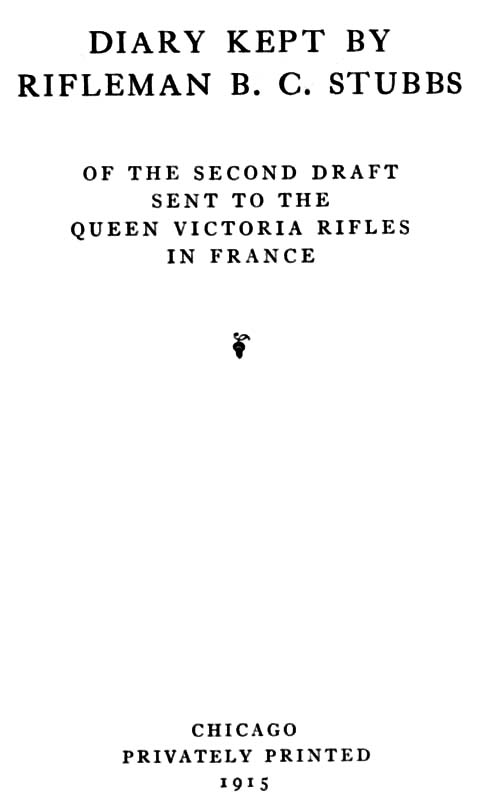 DIARY KEPT BY
RIFLEMAN B. C. STUBBS
OF THE SECOND DRAFT
SENT TO THE
QUEEN VICTORIA RIFLES
IN FRANCE
CHICAGO
PRIVATELY PRINTED
1915